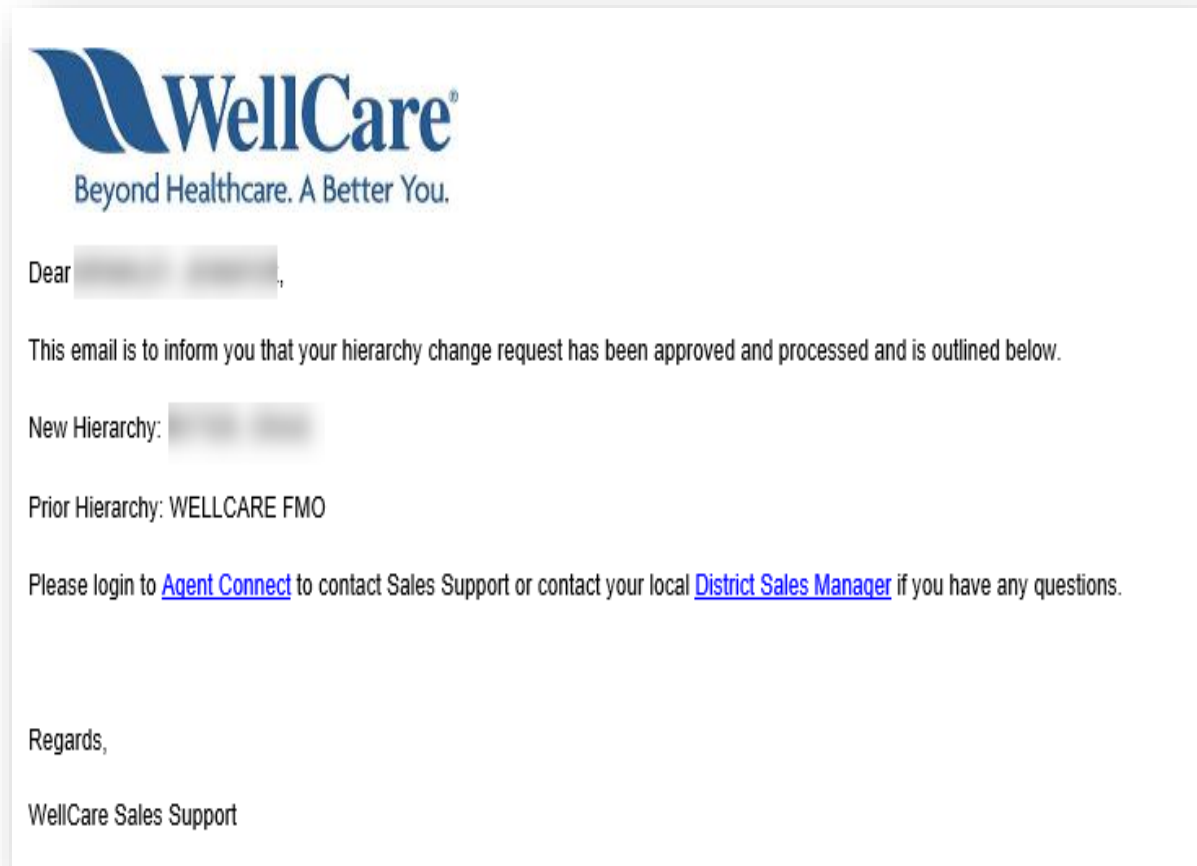 WellCare®
Beyond Healthcare. A Better You.
Dear ,
This email is to inform you that your hierarchy change request has been approved and processed and is outlined below.
New Hierarchy:
Prior Hierarchy: WELLCARE FMO
Please login to Agent Connect to contact Sales Support or contact your local District Sales Manager if you have any questions.
Regards,
WellCare Sales Support